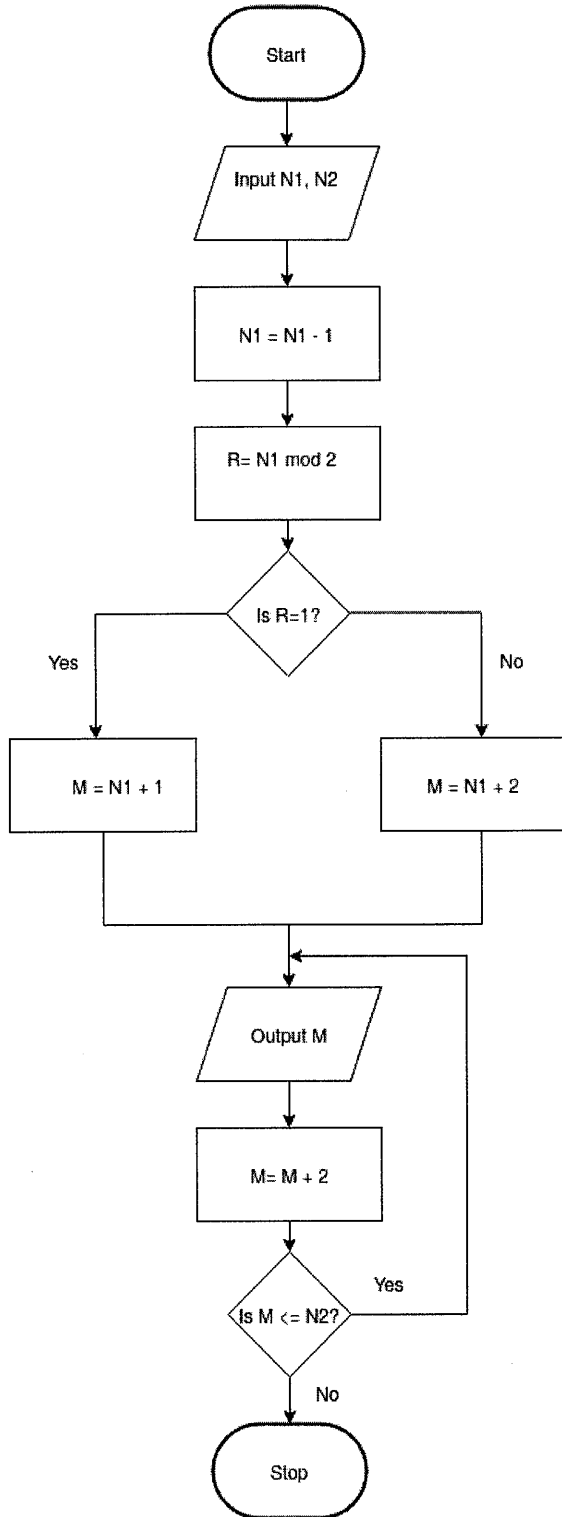 Start
Input N1, N2
N1 = N1 - 1
R= N1 mod 2
Is R=1?
Yes
No
M = N1 + 1
M = N1 + 2
Output M
M= M + 2
Is M <= N2?
Yes
No
Stop